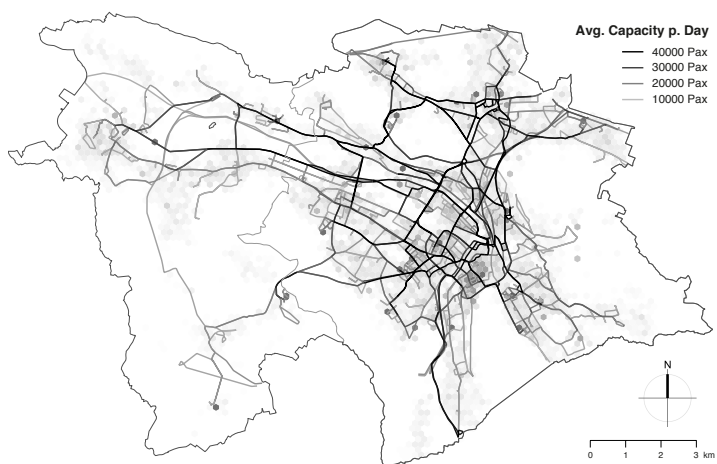 Avg. Capacity p. Day
40000 Pax
30000 Pax
20000 Pax
10000 Pax
N
0 1 2 3 km